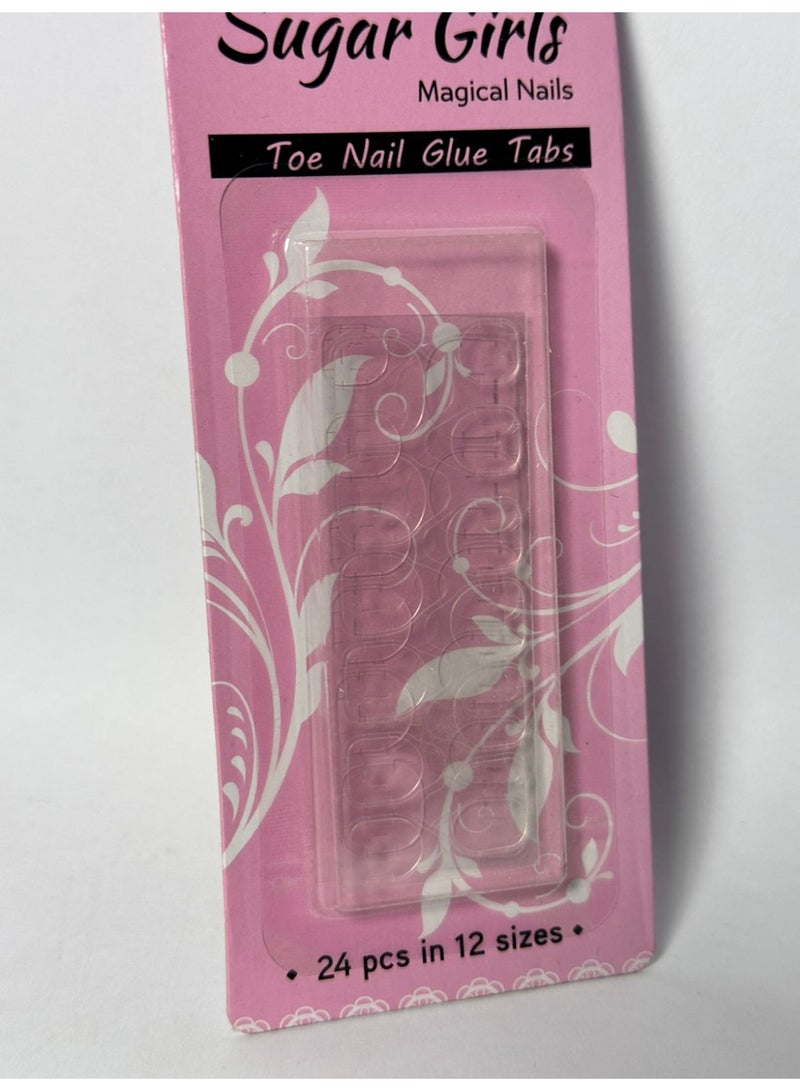 Sugar Girls
Magical Nails
Toe Nail Glue Tabs
• 24 pcs in 12 sizes •